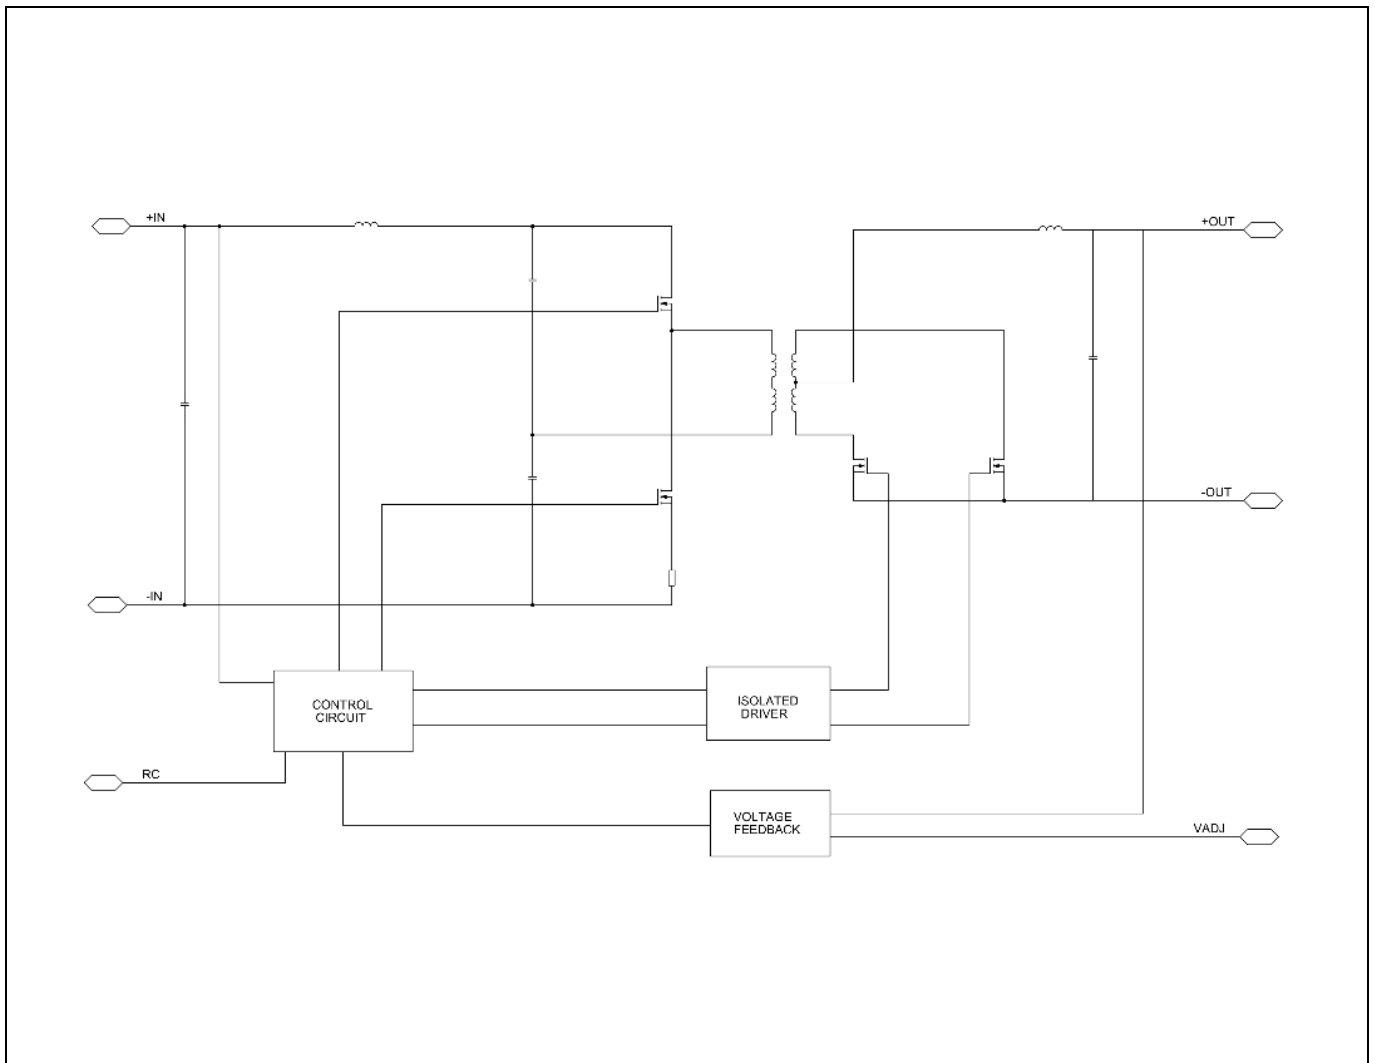 +IN
+OUT
-OUT
-IN
CONTROL
CIRCUIT
ISOLATED
DRIVER
RC
VOLTAGE
FEEDBACK
VADJ